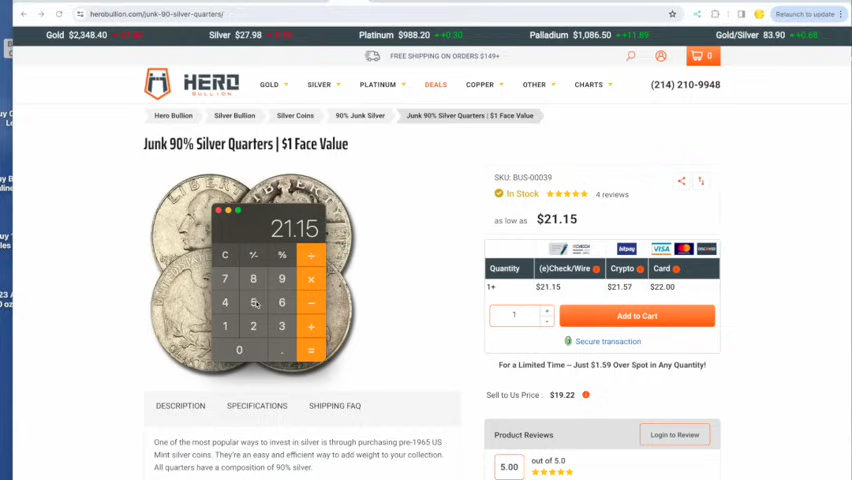 herobullion.com/junk-90-silver-quarters/
Relaunch to update
Gold $2,348.40 Silver $27.98 Platinum $988.20 +0.30 Palladium $1,086.50 +11.89 Gold/Silver 83.90 +0.68
FREE SHIPPING ON ORDERS $149+
0
HERO
BULLION
GOLD SILVER PLATINUM DEALS COPPER OTHER CHARTS (214) 210-9948
Hero Bullion Silver Bullion Silver Coins 90% Junk Silver Junk 90% Silver Quarters | $1 Face Value
Junk 90% Silver Quarters | $1 Face Value
SKU: BUS-00039
In Stock 4 reviews
as low as $21.15
21.15
C +/- % ÷
7 8 9 ×
4 5 6 −
1 2 3 +
0 . =
bitpay VISA
Quantity (e)Check/Wire Crypto Card
1+ $21.15 $21.57 $22.00
1 + - Add to Cart
Secure transaction
For a Limited Time – Just $1.59 Over Spot in Any Quantity!
Sell to Us Price : $19.22
DESCRIPTION SPECIFICATIONS SHIPPING FAQ
One of the most popular ways to invest in silver is through purchasing pre-1965 US
Mint silver coins. They're an easy and efficient way to add weight to your collection.
All quarters have a composition of 90% silver.
Product Reviews Login to Review
5.00 out of 5.0